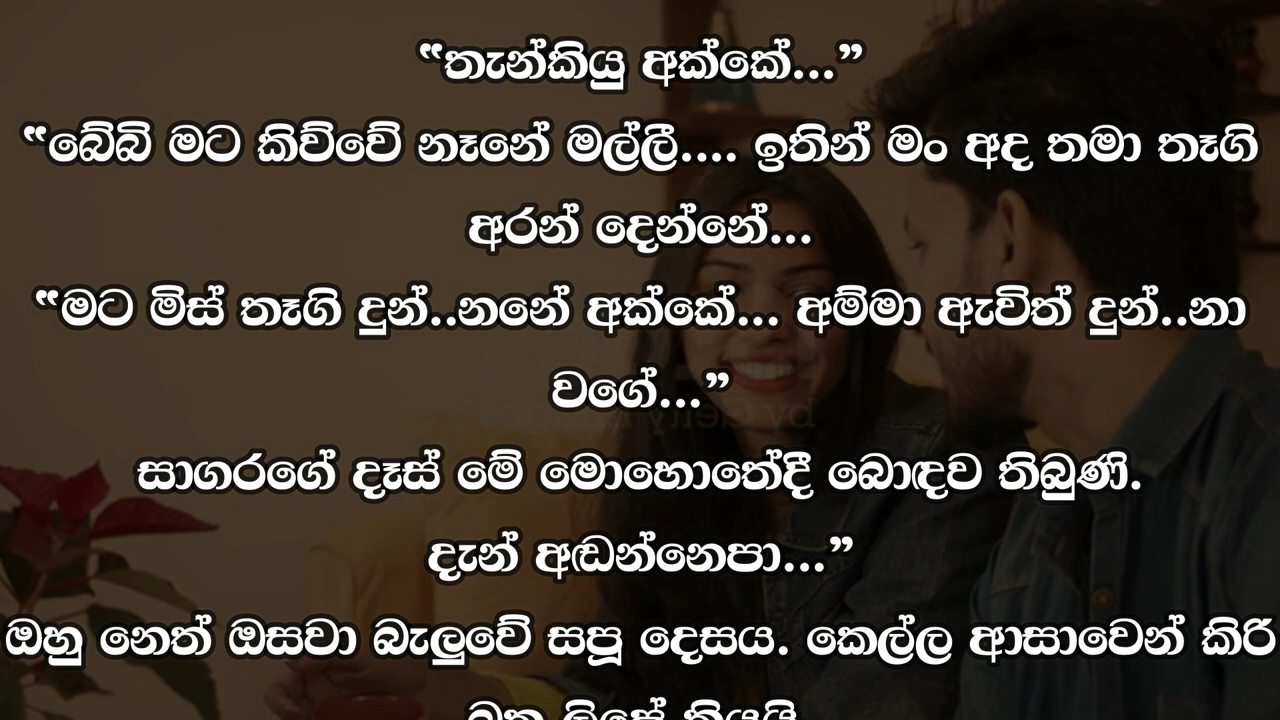 “තැන්කියු අක්කේ...”
“බේබි මට කිව්වේ නෑනේ මල්ලී.... ඉතින් මං අද තමා තෑගි
අරන් දෙන්නේ...
“මට මිස් තෑගි දුන්..නනේ අක්කේ... අම්මා ඇවිත් දුන්..නා
වගේ...”
සාගරගේ දෑස් මේ මොහොතේදී බොඳව තිබුණි.
දැන් අඬන්නෙපා...”
ඔහු නෙත් ඔසවා බැලුවේ සපූ දෙසය. කෙල්ල ආසාවෙන් කිරි